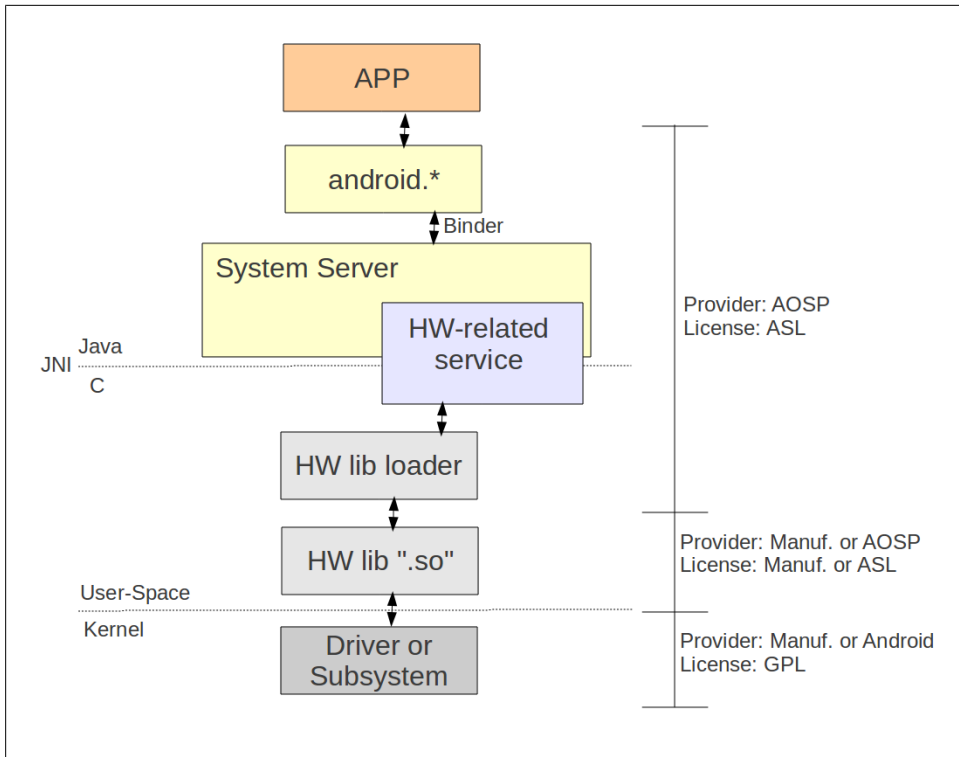 APP
android.*
Binder
System Server
HW-related
service
Provider: AOSP
License: ASL
Java
JNI
C
HW lib loader
HW lib ".so"
Provider: Manuf. or AOSP
License: Manuf. or ASL
User-Space
Kernel
Driver or
Subsystem
Provider: Manuf. or Android
License: GPL